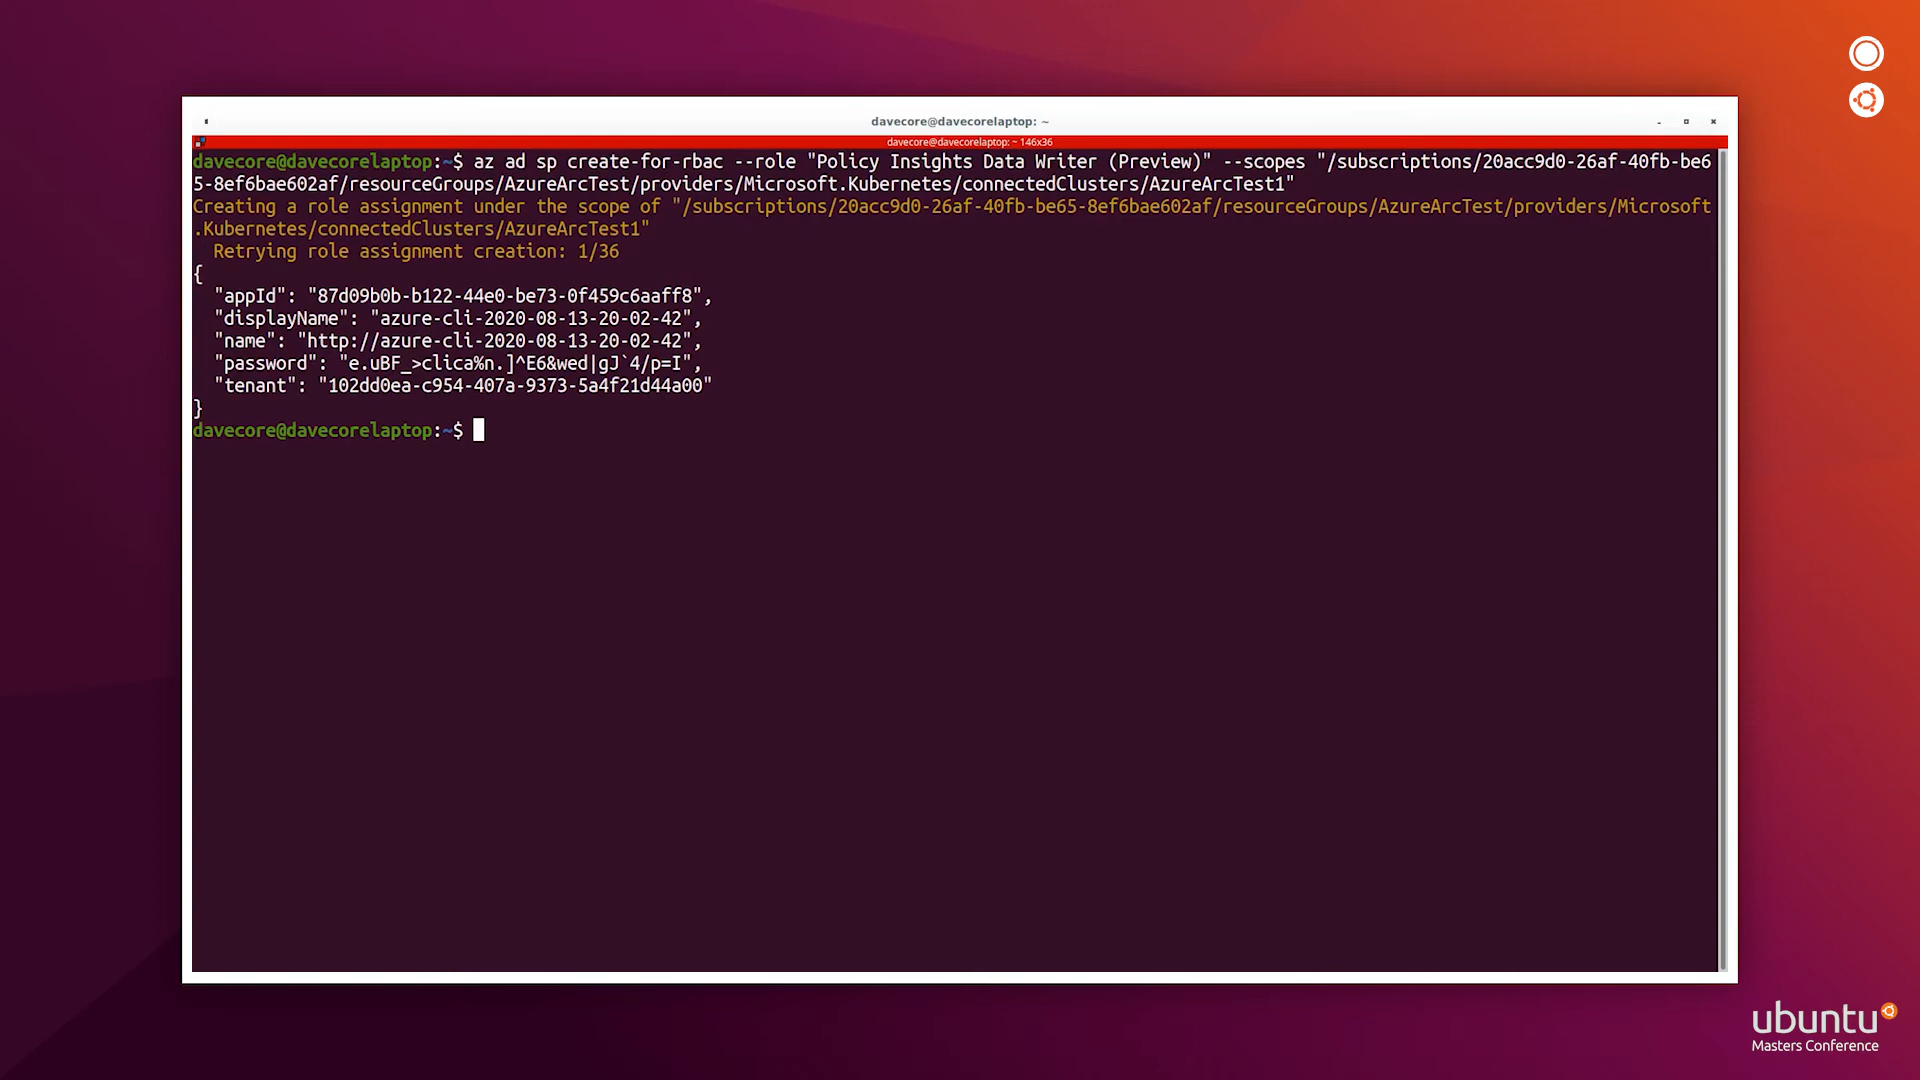 davecore@davecorelaptop: ~
davecore@davecorelaptop: ~ 146x36
davecore@davecorelaptop:~$ az ad sp create-for-rbac --role "Policy Insights Data Writer (Preview)" --scopes "/subscriptions/20acc9d0-26af-40fb-be6
5-8ef6bae602af/resourceGroups/AzureArcTest/providers/Microsoft.Kubernetes/connectedClusters/AzureArcTest1"
Creating a role assignment under the scope of "/subscriptions/20acc9d0-26af-40fb-be65-8ef6bae602af/resourceGroups/AzureArcTest/providers/Microsoft
.Kubernetes/connectedClusters/AzureArcTest1"
  Retrying role assignment creation: 1/36
{
  "appId": "87d09b0b-b122-44e0-be73-0f459c6aaff8",
  "displayName": "azure-cli-2020-08-13-20-02-42",
  "name": "http://azure-cli-2020-08-13-20-02-42",
  "password": "e.uBF_>clica%n.]^E6&wed|gJ`4/p=I",
  "tenant": "102dd0ea-c954-407a-9373-5a4f21d44a00"
}
davecore@davecorelaptop:~$
ubuntu
Masters Conference